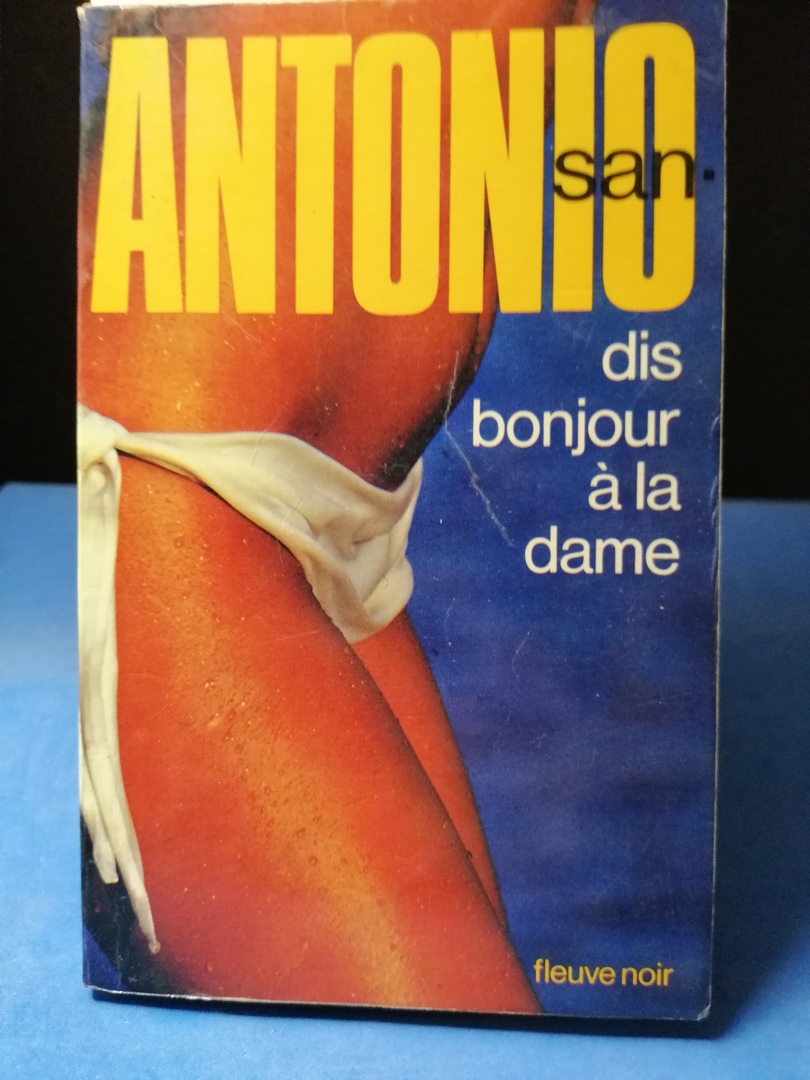 san-
ANTONIO
dis
bonjour
à la
dame
fleuve noir